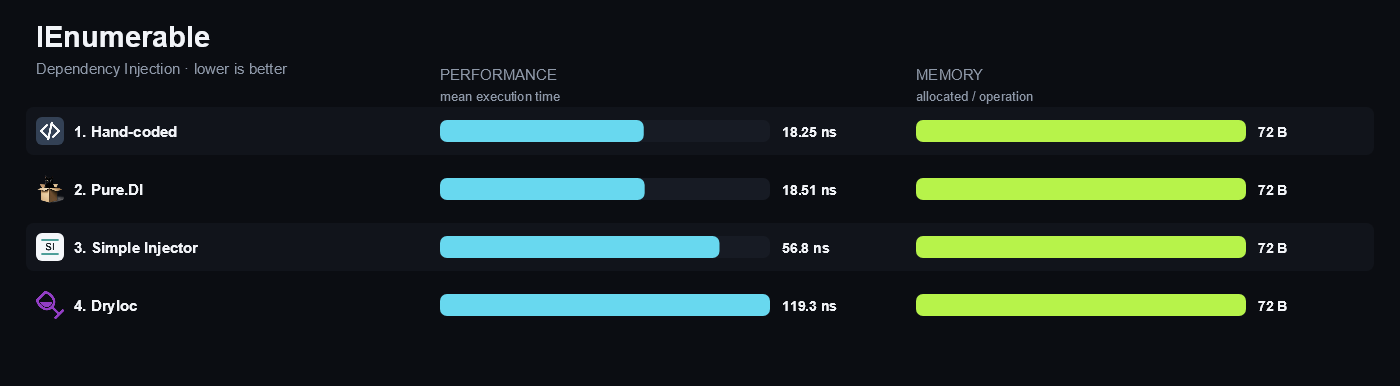 IEnumerable
Dependency Injection · lower is better
PERFORMANCE
mean execution time
MEMORY
allocated / operation
1. Hand-coded 18.25 ns 72 B
2. Pure.DI 18.51 ns 72 B
SI
3. Simple Injector 56.8 ns 72 B
4. DryIoc 119.3 ns 72 B